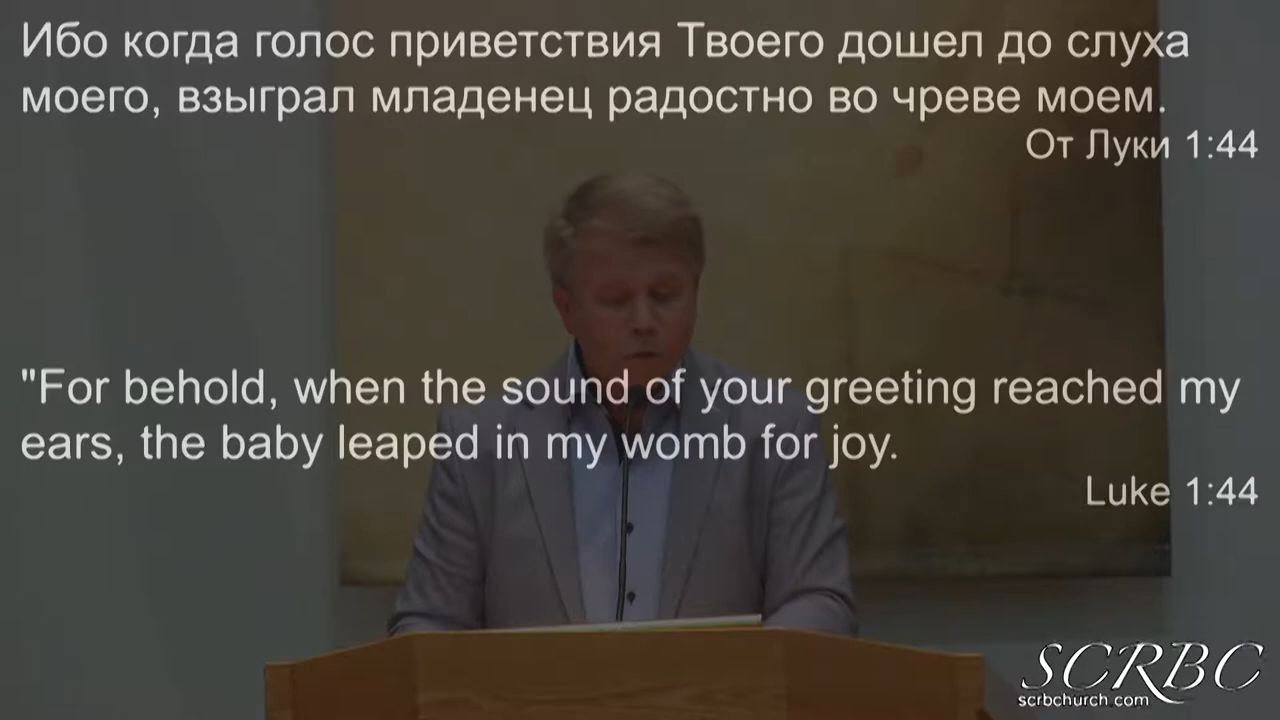 Ибо когда голос приветствия Твоего дошел до слуха
моего, взыграл младенец радостно во чреве моем.
От Луки 1:44
"For behold, when the sound of your greeting reached my
ears, the baby leaped in my womb for joy.
Luke 1:44
SCRBC
scrbchurch.com